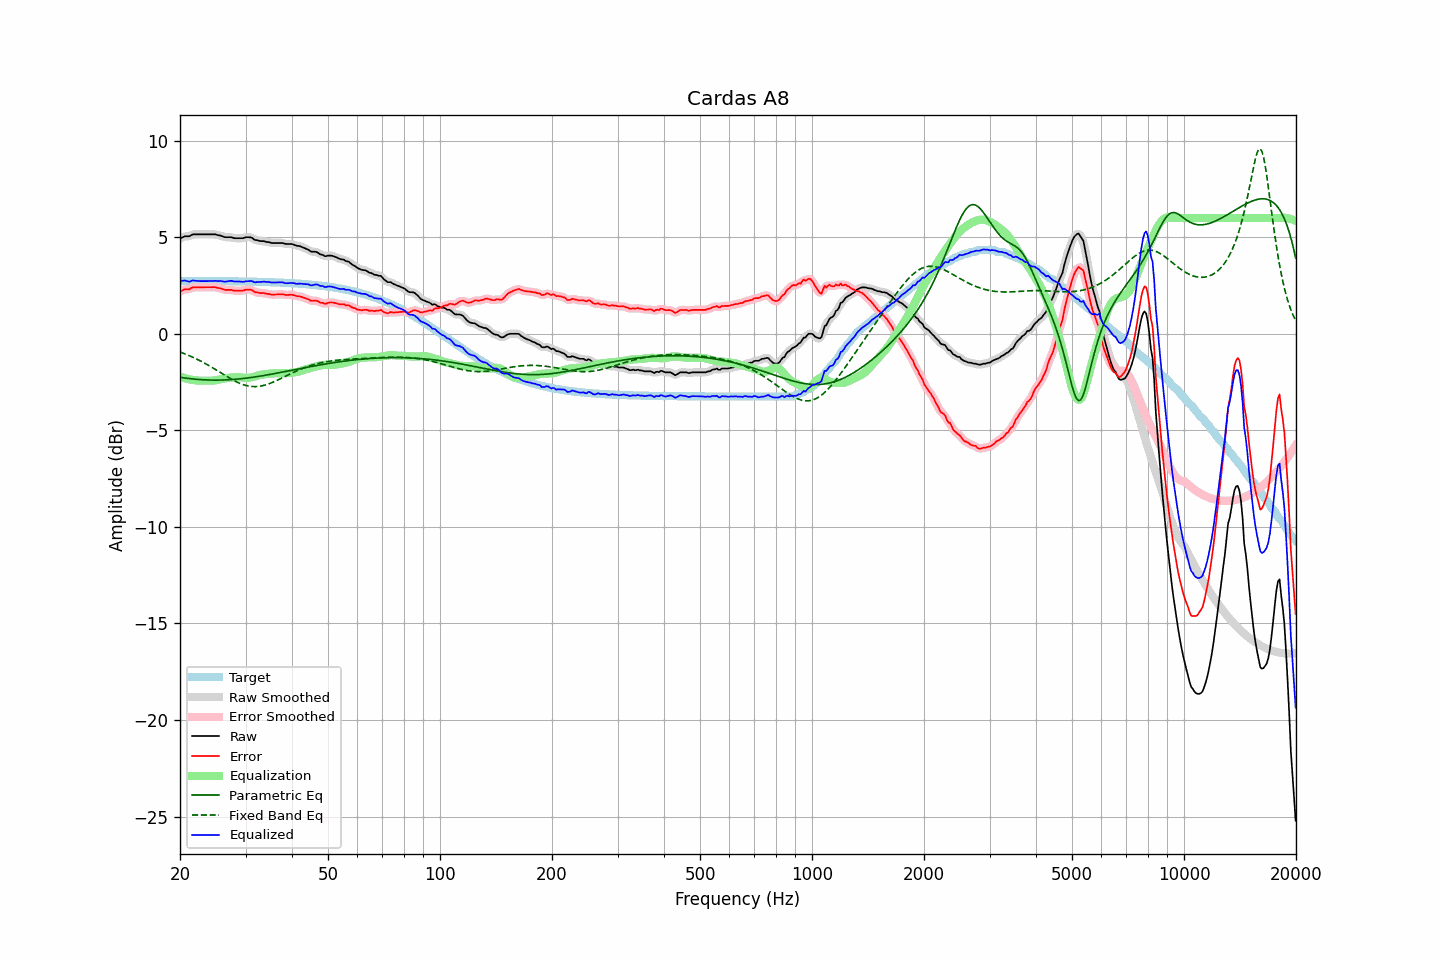 Cardas A8
10
5
0
−5
−10
−15
−20
−25
Amplitude (dBr)
Target
Raw Smoothed
Error Smoothed
Raw
Error
Equalization
Parametric Eq
Fixed Band Eq
Equalized
20 50 100 200 500 1000 2000 5000 10000 20000
Frequency (Hz)